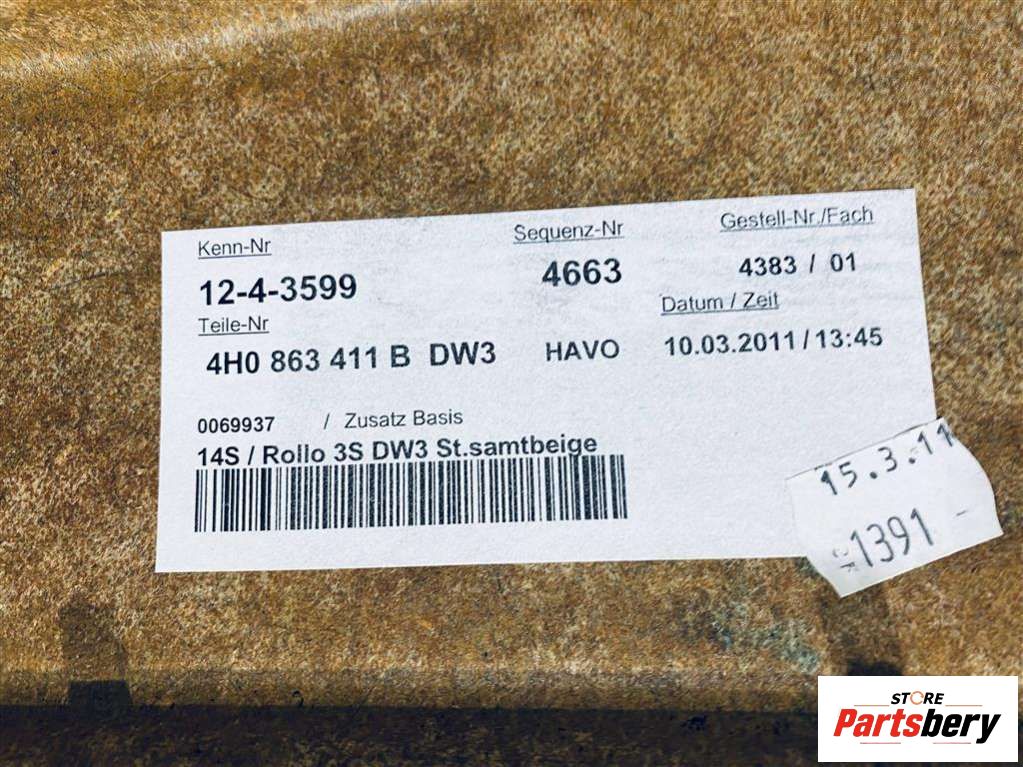 Kenn-Nr
Sequenz-Nr
Gestell-Nr./Fach
12-4-3599
4663
4383 / 01
Teile-Nr
Datum / Zeit
4H0 863 411 B DW3
HAVO
10.03.2011 / 13:45
0069937 / Zusatz Basis
14S / Rollo 3S DW3 St.samtbeige
15.3.11
1391
STORE
Partsbery